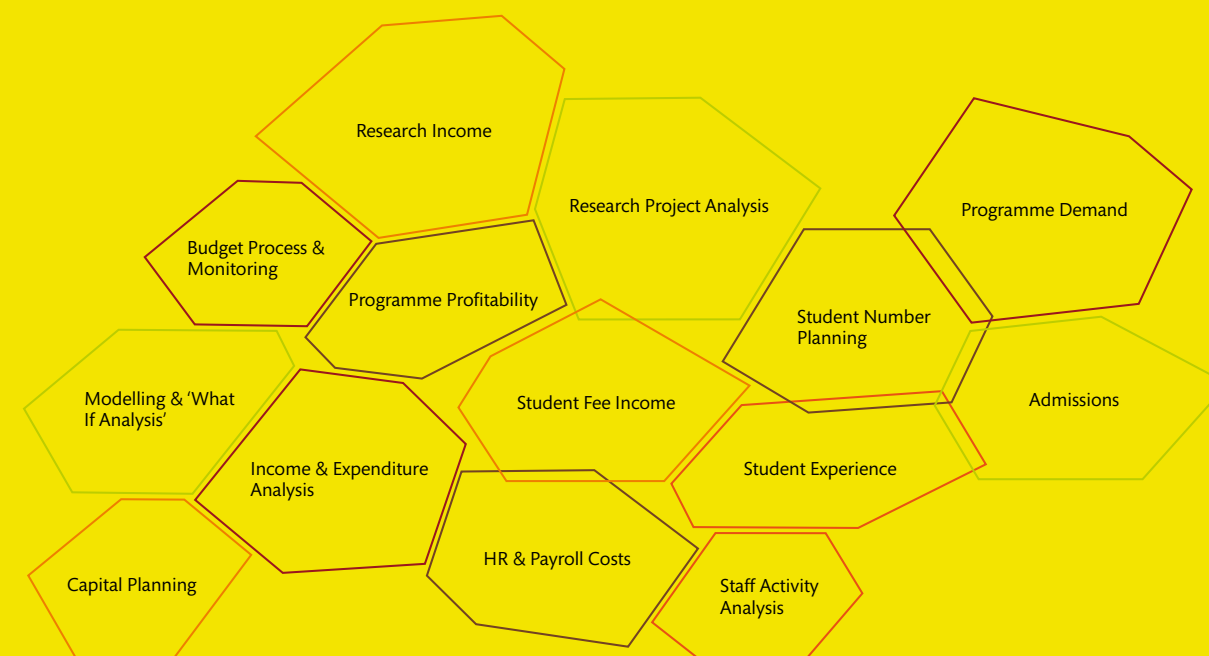 Research Income
Research Project Analysis
Programme Demand
Budget Process &
Monitoring
Programme Profitability
Student Number
Planning
Modelling & ‘What
If Analysis’
Student Fee Income
Admissions
Income & Expenditure
Analysis
Student Experience
HR & Payroll Costs
Capital Planning
Staff Activity
Analysis